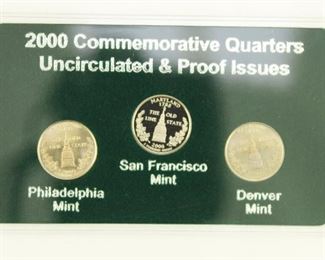 2000 Commemorative Quarters
Uncirculated & Proof Issues
MARYLAND
1788
THE OLD
LINE STATE
2000
San Francisco
Mint
Philadelphia
Mint
Denver
Mint